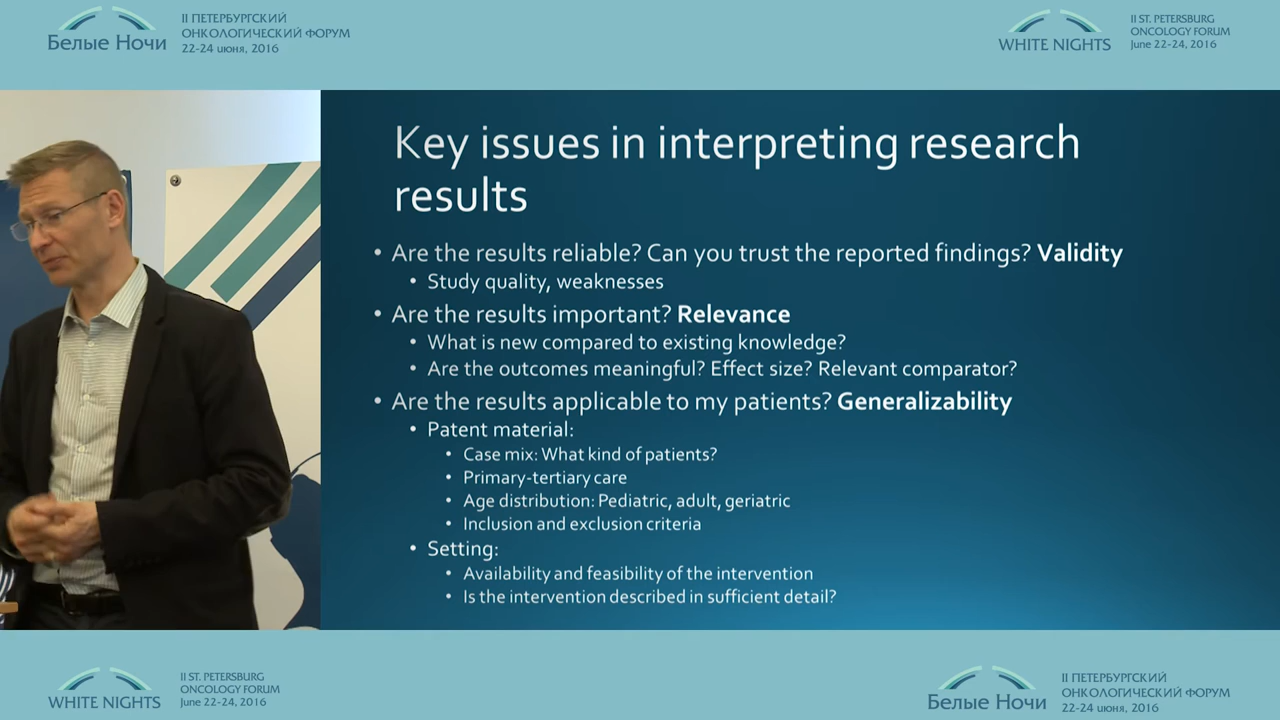 Белые Ночи
II ПЕТЕРБУРГСКИЙ
ОНКОЛОГИЧЕСКИЙ ФОРУМ
22-24 июня, 2016
WHITE NIGHTS
II ST. PETERSBURG
ONCOLOGY FORUM
June 22-24, 2016
Key issues in interpreting research
results
• Are the results reliable? Can you trust the reported findings? Validity
• Study quality, weaknesses
• Are the results important? Relevance
• What is new compared to existing knowledge?
• Are the outcomes meaningful? Effect size? Relevant comparator?
• Are the results applicable to my patients? Generalizability
• Patent material:
• Case mix: What kind of patients?
• Primary-tertiary care
• Age distribution: Pediatric, adult, geriatric
• Inclusion and exclusion criteria
• Setting:
• Availability and feasibility of the intervention
• Is the intervention described in sufficient detail?
WHITE NIGHTS
II ST. PETERSBURG
ONCOLOGY FORUM
June 22-24, 2016
Белые Ночи
II ПЕТЕРБУРГСКИЙ
ОНКОЛОГИЧЕСКИЙ ФОРУМ
22-24 июня, 2016